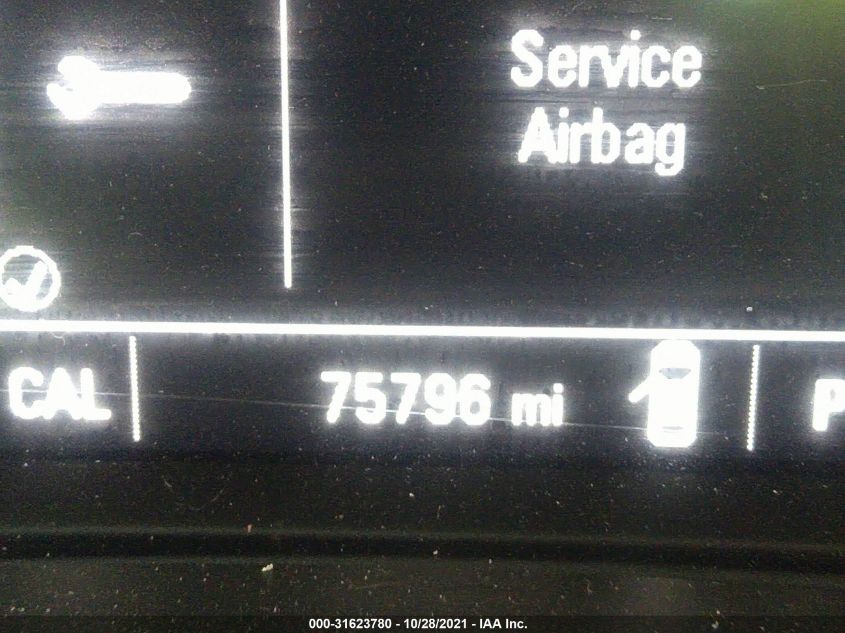 Service
Airbag
CAL
75796 mi
P
000-31623780 - 10/28/2021 - IAA Inc.